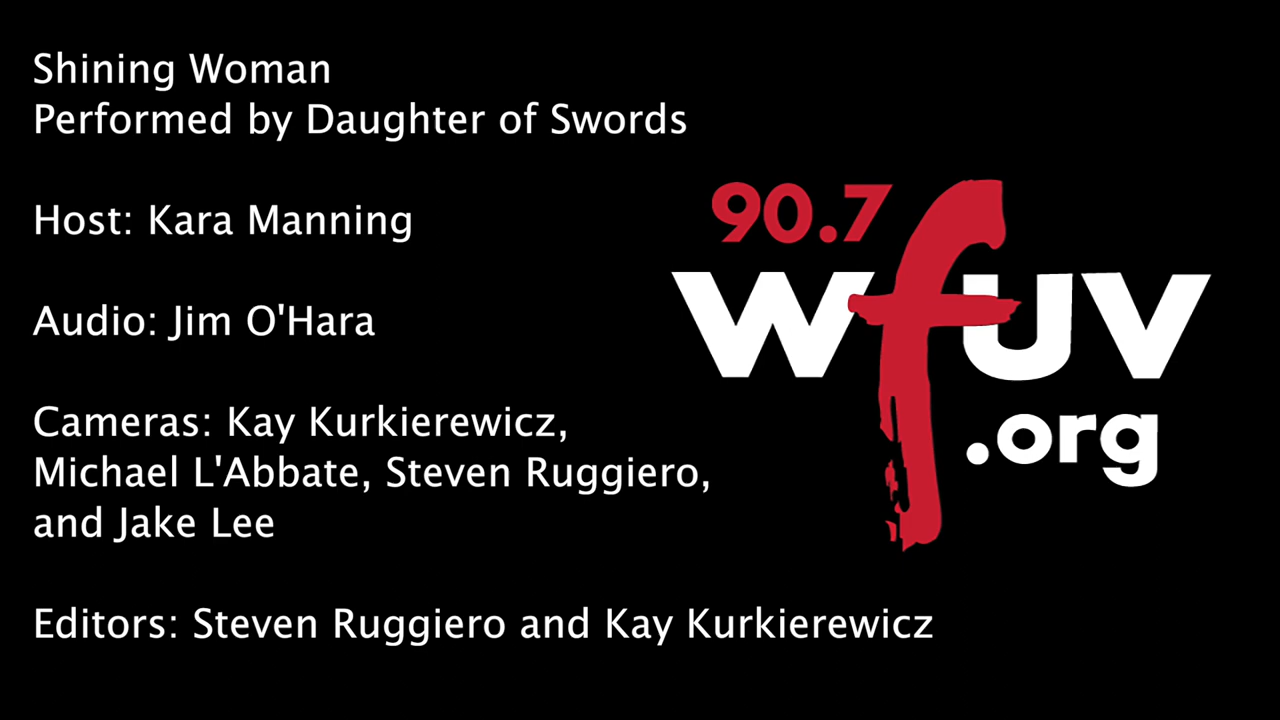 Shining Woman
Performed by Daughter of Swords
Host: Kara Manning
Audio: Jim O'Hara
Cameras: Kay Kurkierewicz,
Michael L'Abbate, Steven Ruggiero,
and Jake Lee
Editors: Steven Ruggiero and Kay Kurkierewicz
90.7
wfuv
.org